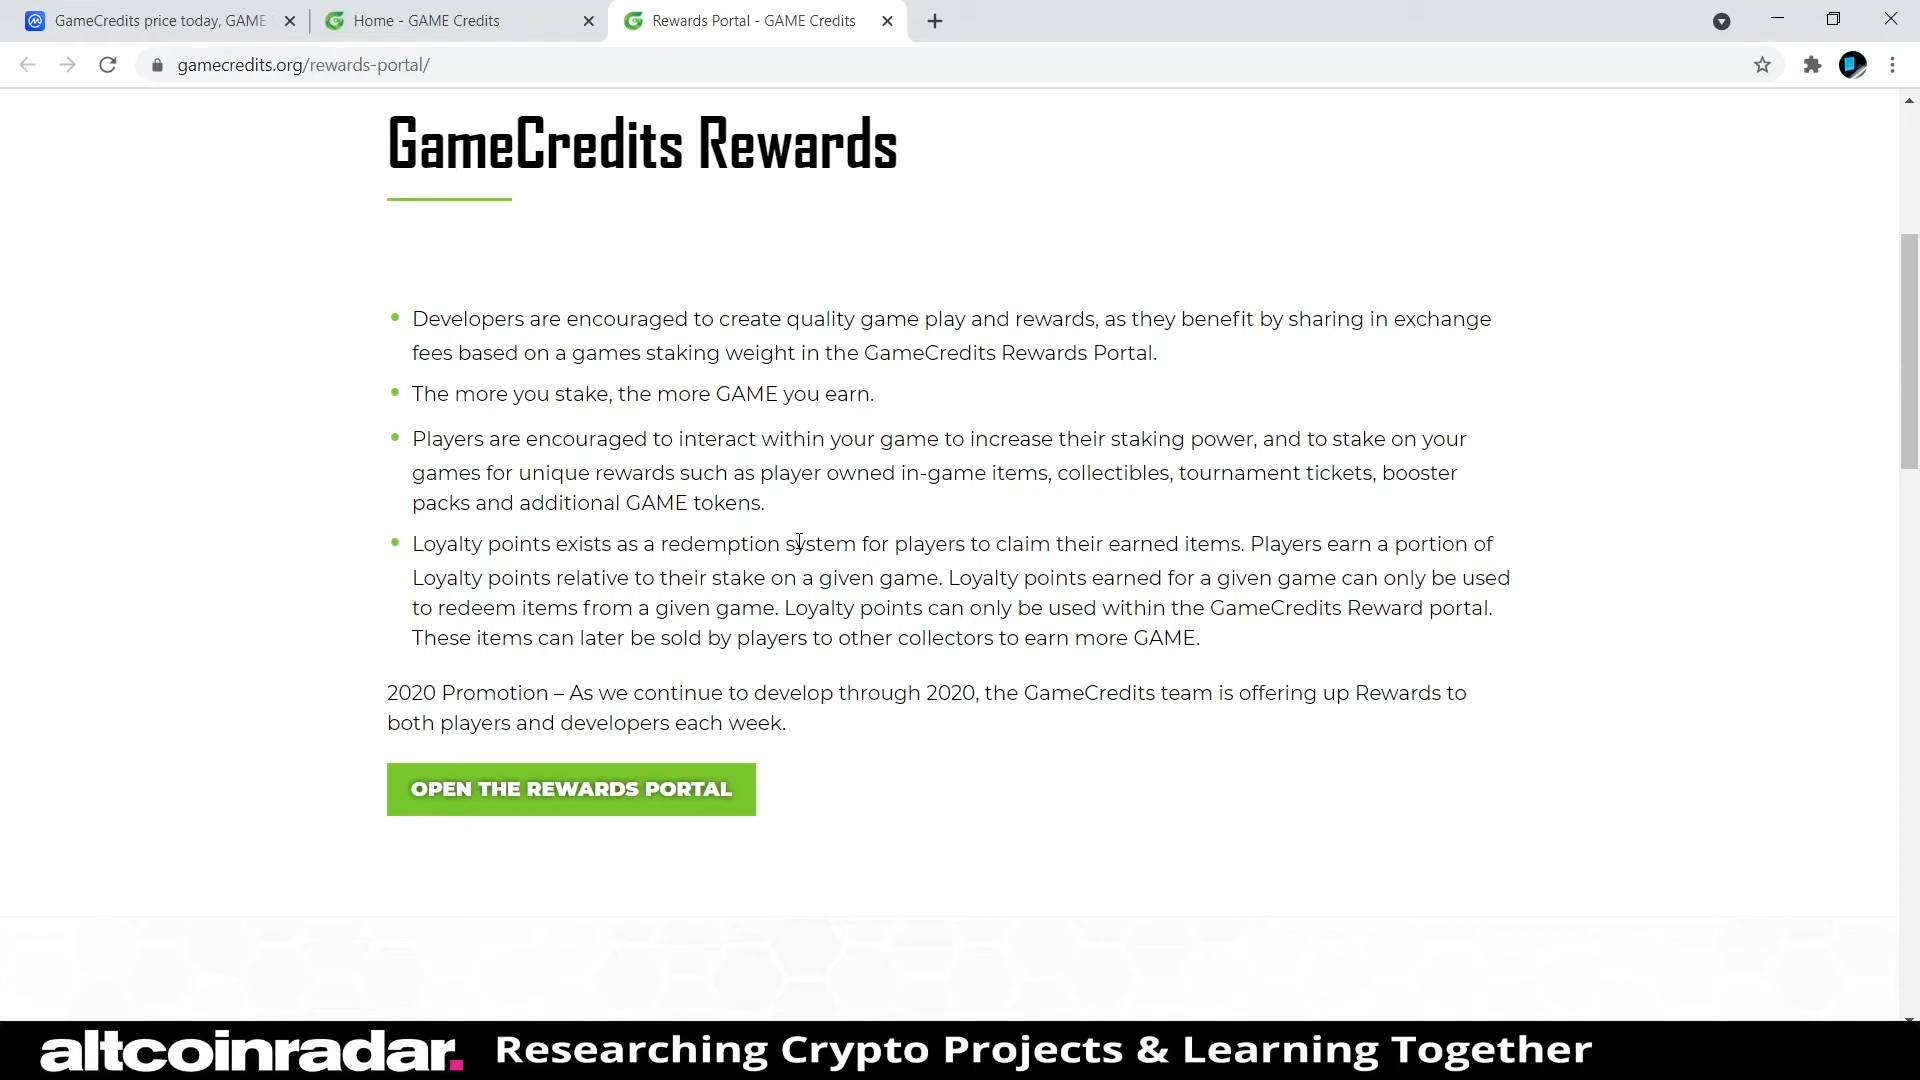 GameCredits price today, GAME
Home - GAME Credits
Rewards Portal - GAME Credits
gamecredits.org/rewards-portal/
GameCredits Rewards
Developers are encouraged to create quality game play and rewards, as they benefit by sharing in exchange
fees based on a games staking weight in the GameCredits Rewards Portal.
The more you stake, the more GAME you earn.
Players are encouraged to interact within your game to increase their staking power, and to stake on your
games for unique rewards such as player owned in-game items, collectibles, tournament tickets, booster
packs and additional GAME tokens.
Loyalty points exists as a redemption system for players to claim their earned items. Players earn a portion of
Loyalty points relative to their stake on a given game. Loyalty points earned for a given game can only be used
to redeem items from a given game. Loyalty points can only be used within the GameCredits Reward portal.
These items can later be sold by players to other collectors to earn more GAME.
2020 Promotion – As we continue to develop through 2020, the GameCredits team is offering up Rewards to
both players and developers each week.
OPEN THE REWARDS PORTAL
altcoinradar. Researching Crypto Projects & Learning Together